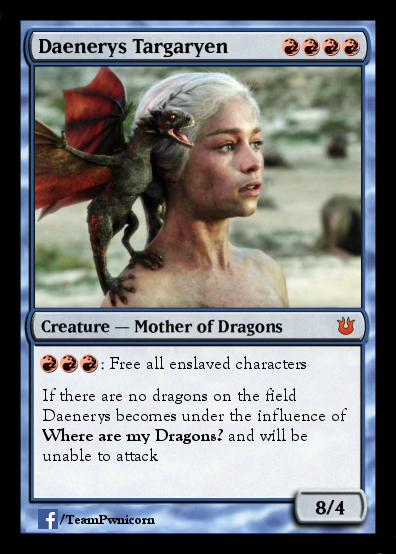 Daenerys Targaryen
Creature — Mother of Dragons
: Free all enslaved characters
If there are no dragons on the field
Daenerys becomes under the influence of
Where are my Dragons? and will be
unable to attack
8/4
/TeamPwnicorn